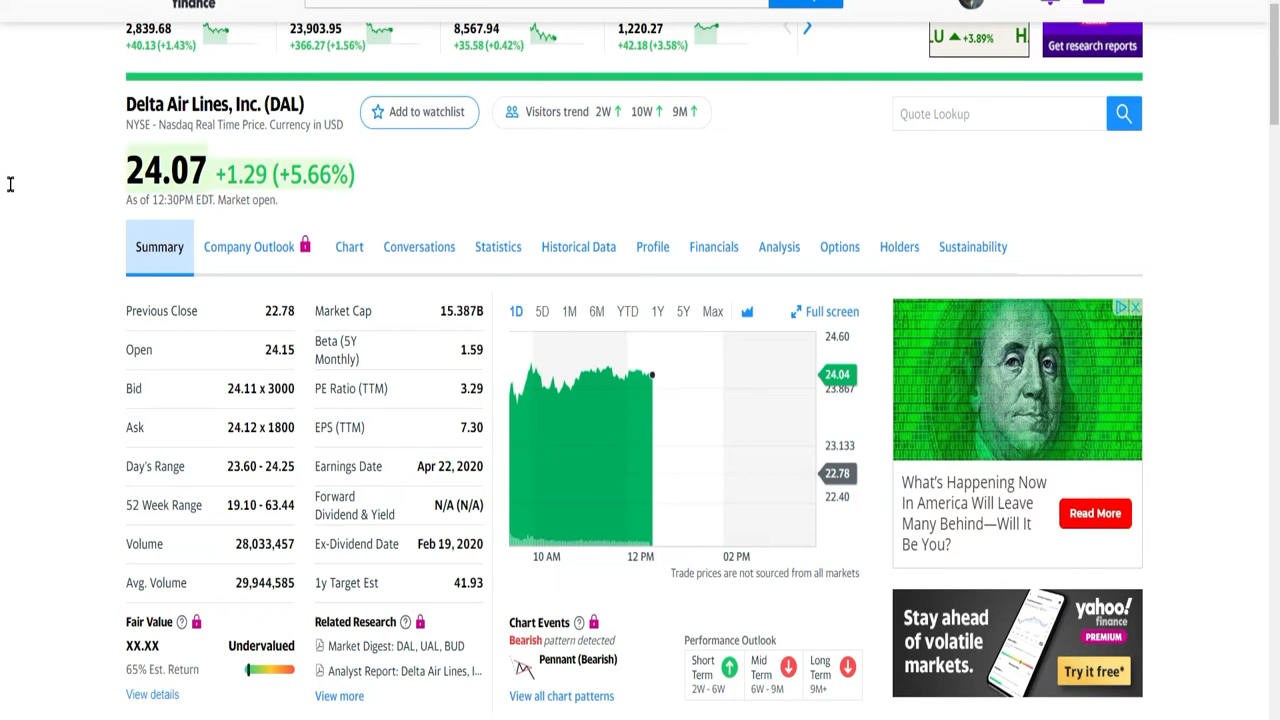 finance
2,839.68
+40.13 (+1.43%)
23,903.95
+366.27 (+1.56%)
8,567.94
+35.58 (+0.42%)
1,220.27
+42.18 (+3.58%)
LU +3.89% H
Get research reports
Delta Air Lines, Inc. (DAL)
NYSE - Nasdaq Real Time Price. Currency in USD
Add to watchlist
Visitors trend 2W ↑ 10W ↑ 9M ↑
Quote Lookup
24.07 +1.29 (+5.66%)
As of 12:30PM EDT. Market open.
Summary Company Outlook Chart Conversations Statistics Historical Data Profile Financials Analysis Options Holders Sustainability
Previous Close 22.78
Open 24.15
Bid 24.11 x 3000
Ask 24.12 x 1800
Day's Range 23.60 - 24.25
52 Week Range 19.10 - 63.44
Volume 28,033,457
Avg. Volume 29,944,585
Market Cap 15.387B
Beta (5Y
Monthly) 1.59
PE Ratio (TTM) 3.29
EPS (TTM) 7.30
Earnings Date Apr 22, 2020
Forward
Dividend & Yield N/A (N/A)
Ex-Dividend Date Feb 19, 2020
1y Target Est 41.93
1D 5D 1M 6M YTD 1Y 5Y Max Full screen
24.60
24.04
23.867
23.133
22.78
22.40
10 AM 12 PM 02 PM
Trade prices are not sourced from all markets
What's Happening Now
In America Will Leave
Many Behind—Will It
Be You?
Read More
Fair Value
XX.XX Undervalued
65% Est. Return
View details
Related Research
Market Digest: DAL, UAL, BUD
Analyst Report: Delta Air Lines, I...
View more
Chart Events
Bearish pattern detected
Pennant (Bearish)
View all chart patterns
Performance Outlook
Short
Term
2W - 6W
Mid
Term
6W - 9M
Long
Term
9M+
Stay ahead
of volatile
markets.
yahoo!
finance
PREMIUM
Try it free*